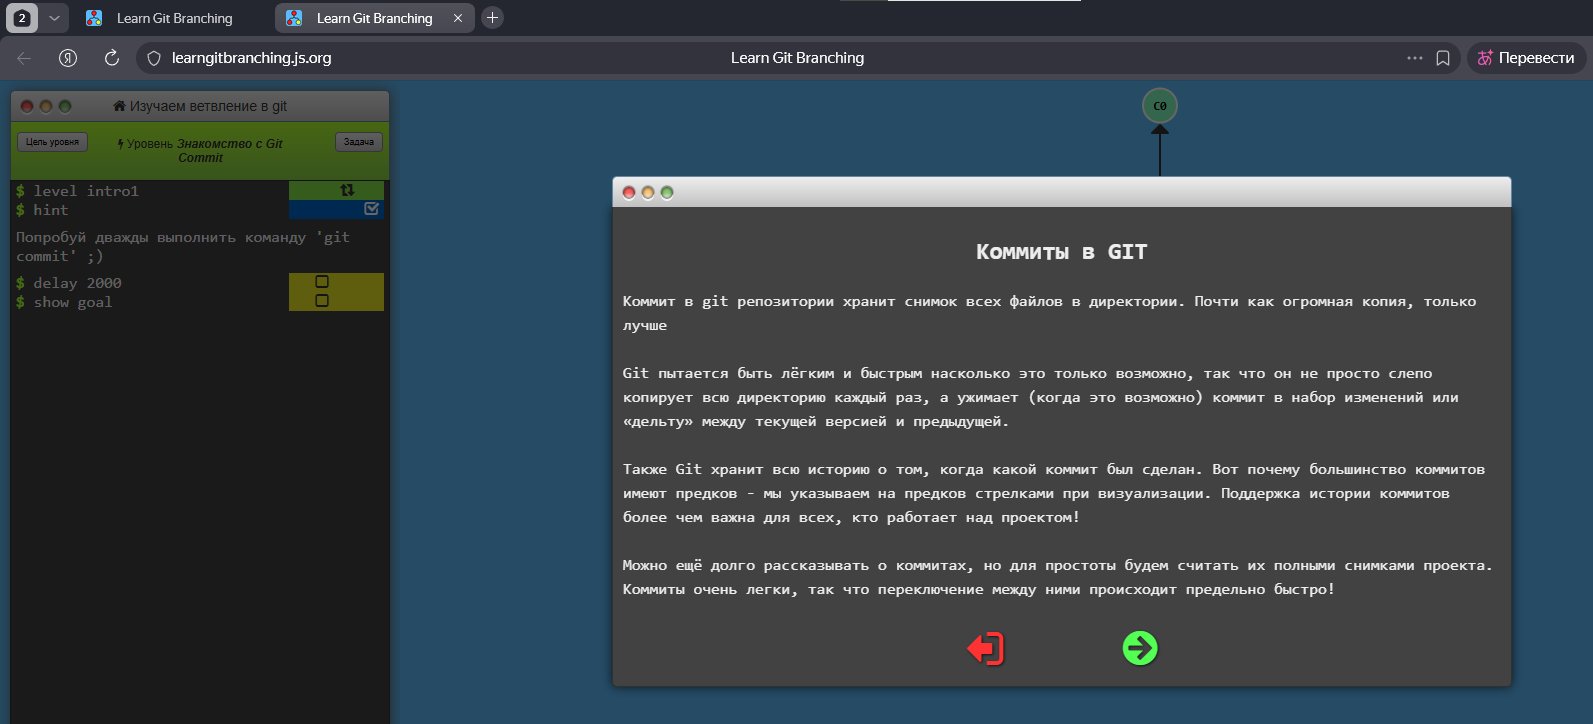 2
Learn Git Branching
Learn Git Branching
Я
learngitbranching.js.org
Learn Git Branching
Перевести
Изучаем ветвление в git
Цель уровня
Уровень Знакомство с Git
Commit
Задача
$ level intro1
$ hint
Попробуй дважды выполнить команду 'git
commit' ;)
$ delay 2000
$ show goal
C0
Коммиты в GIT
Коммит в git репозитории хранит снимок всех файлов в директории. Почти как огромная копия, только
лучше
Git пытается быть лёгким и быстрым насколько это только возможно, так что он не просто слепо
копирует всю директорию каждый раз, а ужимает (когда это возможно) коммит в набор изменений или
«дельту» между текущей версией и предыдущей.
Также Git хранит всю историю о том, когда какой коммит был сделан. Вот почему большинство коммитов
имеют предков - мы указываем на предков стрелками при визуализации. Поддержка истории коммитов
более чем важна для всех, кто работает над проектом!
Можно ещё долго рассказывать о коммитах, но для простоты будем считать их полными снимками проекта.
Коммиты очень легки, так что переключение между ними происходит предельно быстро!